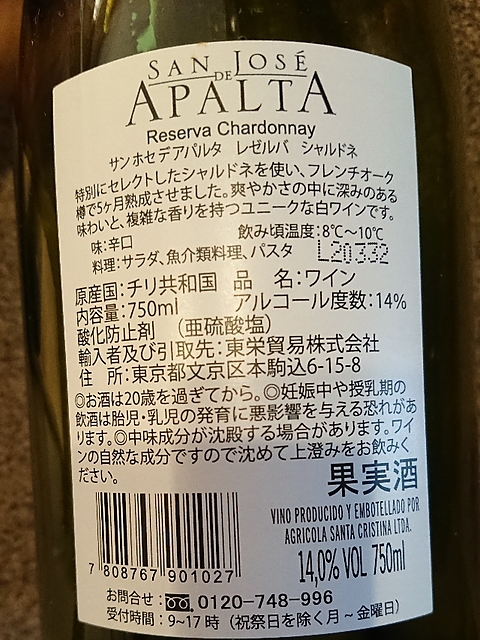 SAN JOSÉ
DE
APALTA
Reserva Chardonnay
サンホセデアパルタ　レゼルバ　シャルドネ
特別にセレクトしたシャルドネを使い、フレンチオーク
樽で5ヶ月熟成させました。爽やかさの中に深みのある
味わいと、複雑な香りを持つユニークな白ワインです。
味:辛口　飲み頃温度:8℃~10℃
料理:サラダ、魚介類料理、パスタ　L20332
原産国:チリ共和国　品　名:ワイン
内容量:750ml　アルコール度数:14%
酸化防止剤　(亜硫酸塩)
輸入者及び引取先:東栄貿易株式会社
住　所:東京都文京区本駒込6-15-8
◎お酒は20歳を過ぎてから。◎妊娠中や授乳期の
飲酒は胎児・乳児の発育に悪影響を与える恐れがあ
ります。◎中味成分が沈殿する場合があります。ワイ
ンの自然な成分ですので沈めて上澄みをお飲みく
ださい。
果実酒
VINO PRODUCIDO Y EMBOTELLADO POR
AGRICOLA SANTA CRISTINA LTDA.
14,0% VOL 750ml
7 808767 901027
お問合せ: 0120-748-996
受付時間:9~17時(祝祭日を除く月~金曜日)